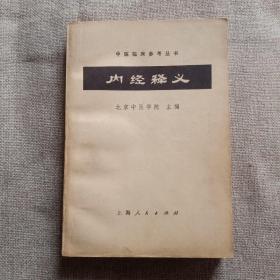 中医临床参考丛书
内经释义
北京中医学院 主编
上海人民出版社